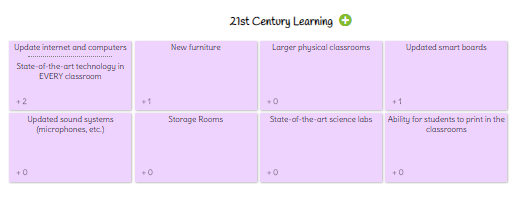 21st Century Learning
Update internet and computers
State-of-the-art technology in
EVERY classroom
+ 2
New furniture
+ 1
Larger physical classrooms
+ 0
Updated smart boards
+ 1
Updated sound systems
(microphones, etc.)
+ 0
Storage Rooms
+ 0
State-of-the-art science labs
+ 0
Ability for students to print in the
classrooms
+ 0